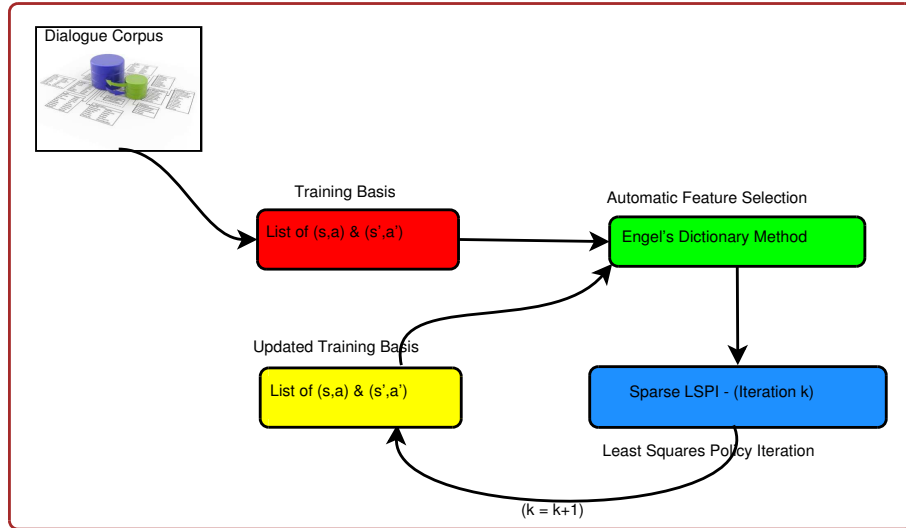 Dialogue Corpus
Training Basis
List of (s,a) & (s',a')
Automatic Feature Selection
Engel's Dictionary Method
Updated Training Basis
List of (s,a) & (s',a')
Sparse LSPI - (Iteration k)
Least Squares Policy Iteration
(k = k+1)